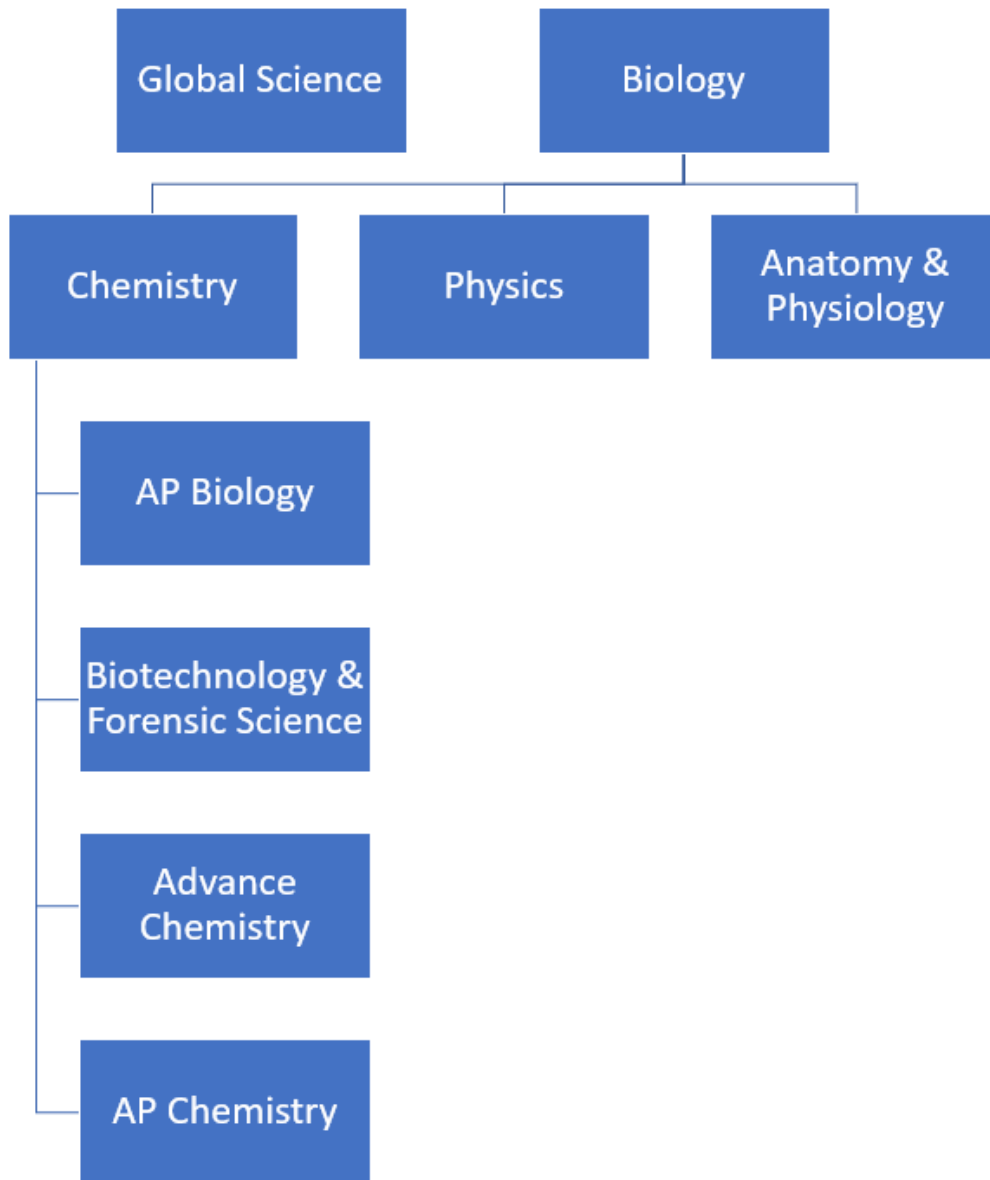 Global Science
Biology
Chemistry
Physics
Anatomy &
Physiology
AP Biology
Biotechnology &
Forensic Science
Advance
Chemistry
AP Chemistry